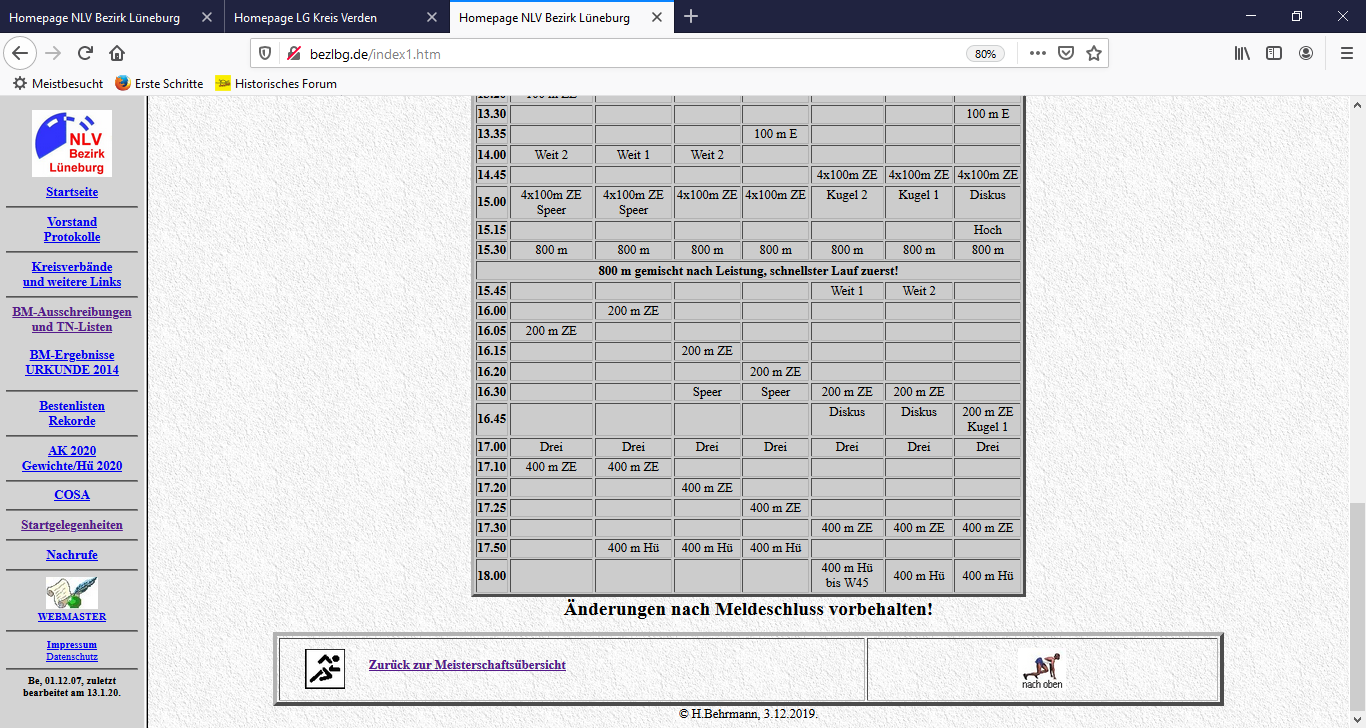 Homepage NLV Bezirk Lüneburg
Homepage LG Kreis Verden
Homepage NLV Bezirk Lüneburg
bezlbg.de/index1.htm
80%
Meistbesucht
Erste Schritte
Historisches Forum
NLV
Bezirk
Lüneburg
Startseite
Vorstand
Protokolle
Kreisverbände
und weitere Links
BM-Ausschreibungen
und TN-Listen
BM-Ergebnisse
URKUNDE 2014
Bestenlisten
Rekorde
AK 2020
Gewichte/Hü 2020
COSA
Startgelegenheiten
Nachrufe
WEBMASTER
Impressum
Datenschutz
Be, 01.12.07, zuletzt
bearbeitet am 13.1.20.
13.30 100 m E
13.35 100 m E
14.00 Weit 2 Weit 1 Weit 2
14.45 4x100m ZE 4x100m ZE 4x100m ZE
15.00 4x100m ZE 4x100m ZE 4x100m ZE 4x100m ZE Kugel 2 Kugel 1 Diskus
Speer Speer
15.15 Hoch
15.30 800 m 800 m 800 m 800 m 800 m 800 m 800 m
800 m gemischt nach Leistung, schnellster Lauf zuerst!
15.45 Weit 1 Weit 2
16.00 200 m ZE
16.05 200 m ZE
16.15 200 m ZE
16.20 200 m ZE
16.30 Speer Speer 200 m ZE 200 m ZE
16.45 Diskus Diskus 200 m ZE
Kugel 1
17.00 Drei Drei Drei Drei Drei Drei Drei
17.10 400 m ZE 400 m ZE
17.20 400 m ZE
17.25 400 m ZE
17.30 400 m ZE 400 m ZE 400 m ZE
17.50 400 m Hü 400 m Hü 400 m Hü
18.00 400 m Hü 400 m Hü 400 m Hü
bis W45
Änderungen nach Meldeschluss vorbehalten!
Zurück zur Meisterschaftsübersicht
nach oben
© H.Behrmann, 3.12.2019.